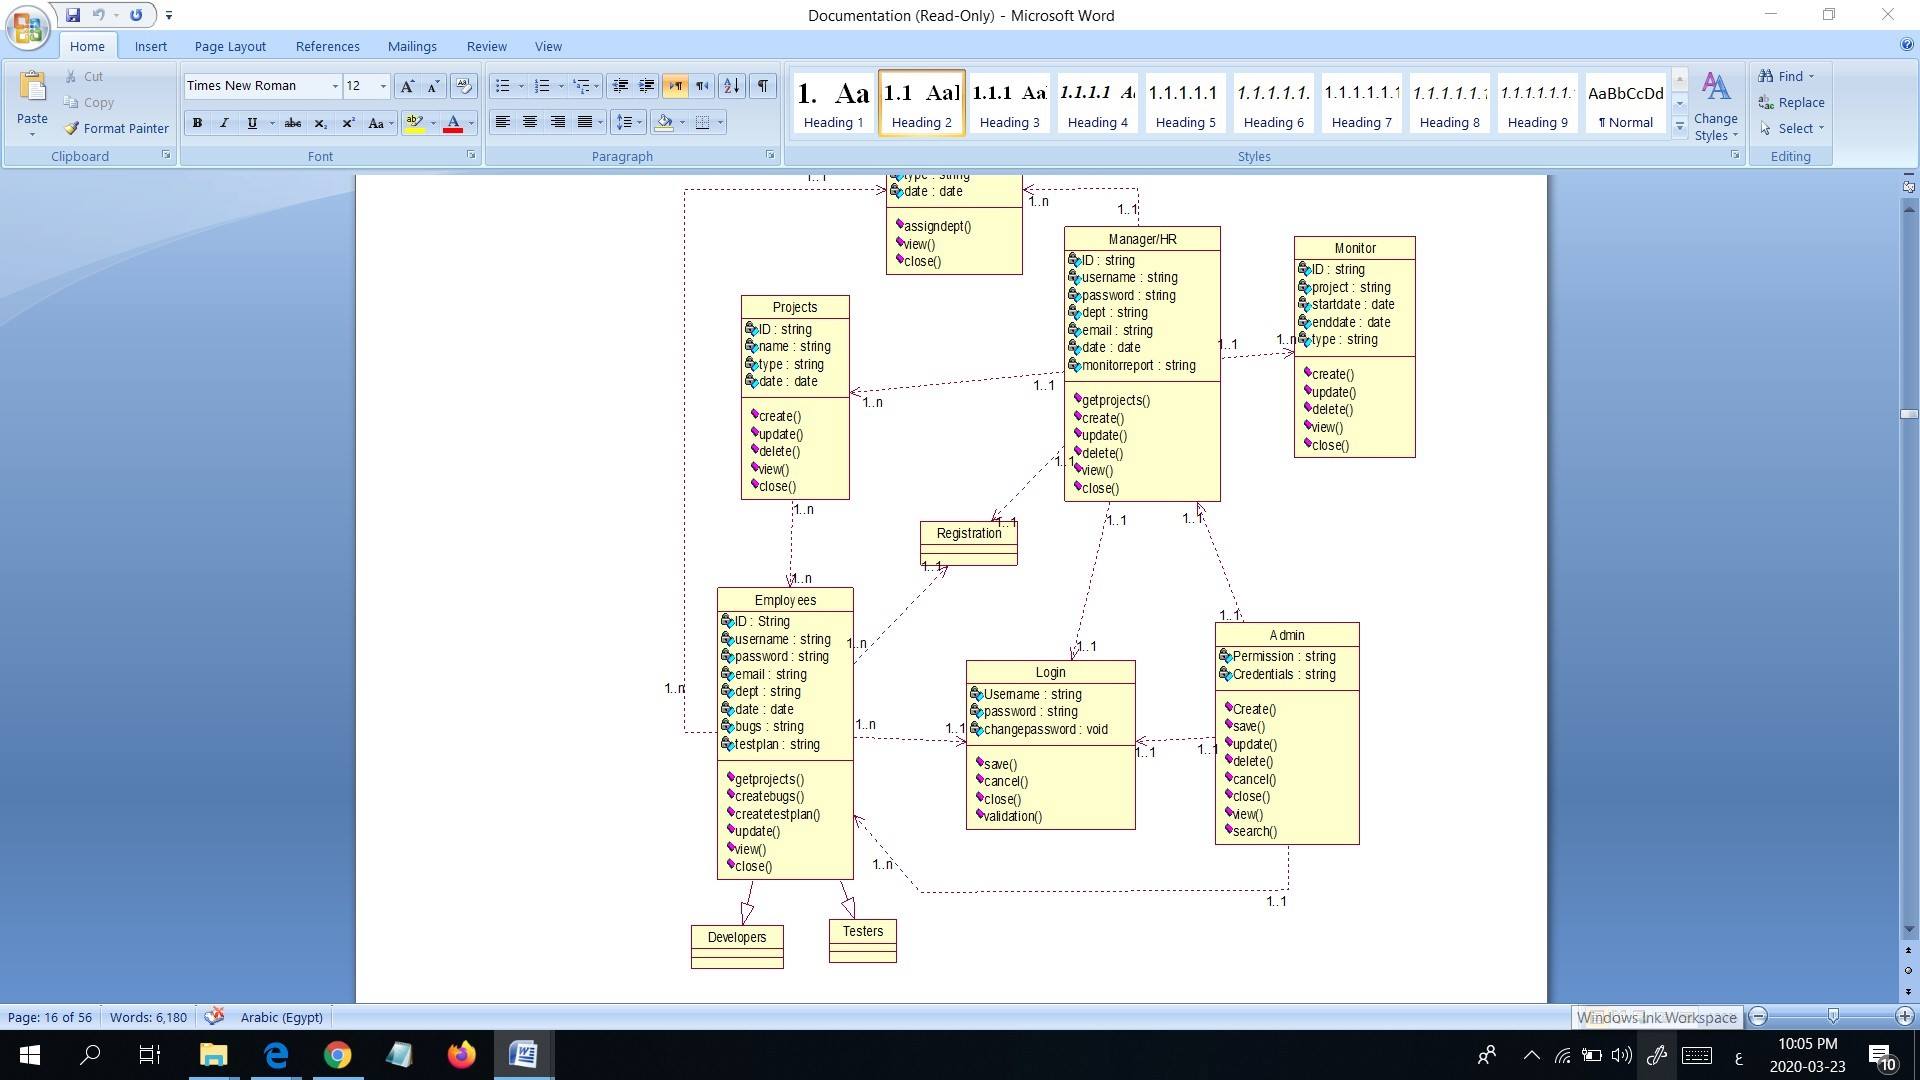 Documentation (Read-Only) - Microsoft Word
Home Insert Page Layout References Mailings Review View
Paste
Cut
Copy
Format Painter
Clipboard
Times New Roman 12
Font
Paragraph
1. Aa
Heading 1
1.1 AaI
Heading 2
1.1.1 Aa
Heading 3
1.1.1.1 A
Heading 4
1.1.1.1.1
Heading 5
1.1.1.1.1.
Heading 6
1.1.1.1.1.1
Heading 7
1.1.1.1.1.1
Heading 8
1.1.1.1.1.1.
Heading 9
AaBbCcDd
¶ Normal
Change Styles
Styles
Find
Replace
Select
Editing
1..1
type : string
date : date
assigndept()
view()
close()
1..n
1..1
Manager/HR
ID : string
username : string
password : string
dept : string
email : string
date : date
monitorreport : string
getprojects()
create()
update()
delete()
view()
close()
Monitor
ID : string
project : string
startdate : date
enddate : date
type : string
create()
update()
delete()
view()
close()
1..1
1..n
Projects
ID : string
name : string
type : string
date : date
create()
update()
delete()
view()
close()
1..n
1..1
1..1
1..1
Registration
1..1
1..n
1..n
1..n
1..1
1..1
1..1
1..1
Employees
ID : String
username : string
password : string
email : string
dept : string
date : date
bugs : string
testplan : string
getprojects()
createbugs()
createtestplan()
update()
view()
close()
1..n
1..n
1..1
Login
Username : string
password : string
changepassword : void
save()
cancel()
close()
validation()
1..1
1..1
Admin
Permission : string
Credentials : string
Create()
save()
update()
delete()
cancel()
close()
view()
search()
1..n
1..1
Developers
Testers
Page: 16 of 56 Words: 6,180 Arabic (Egypt)
Windows Ink Workspace
ع
10:05 PM
2020-03-23
10